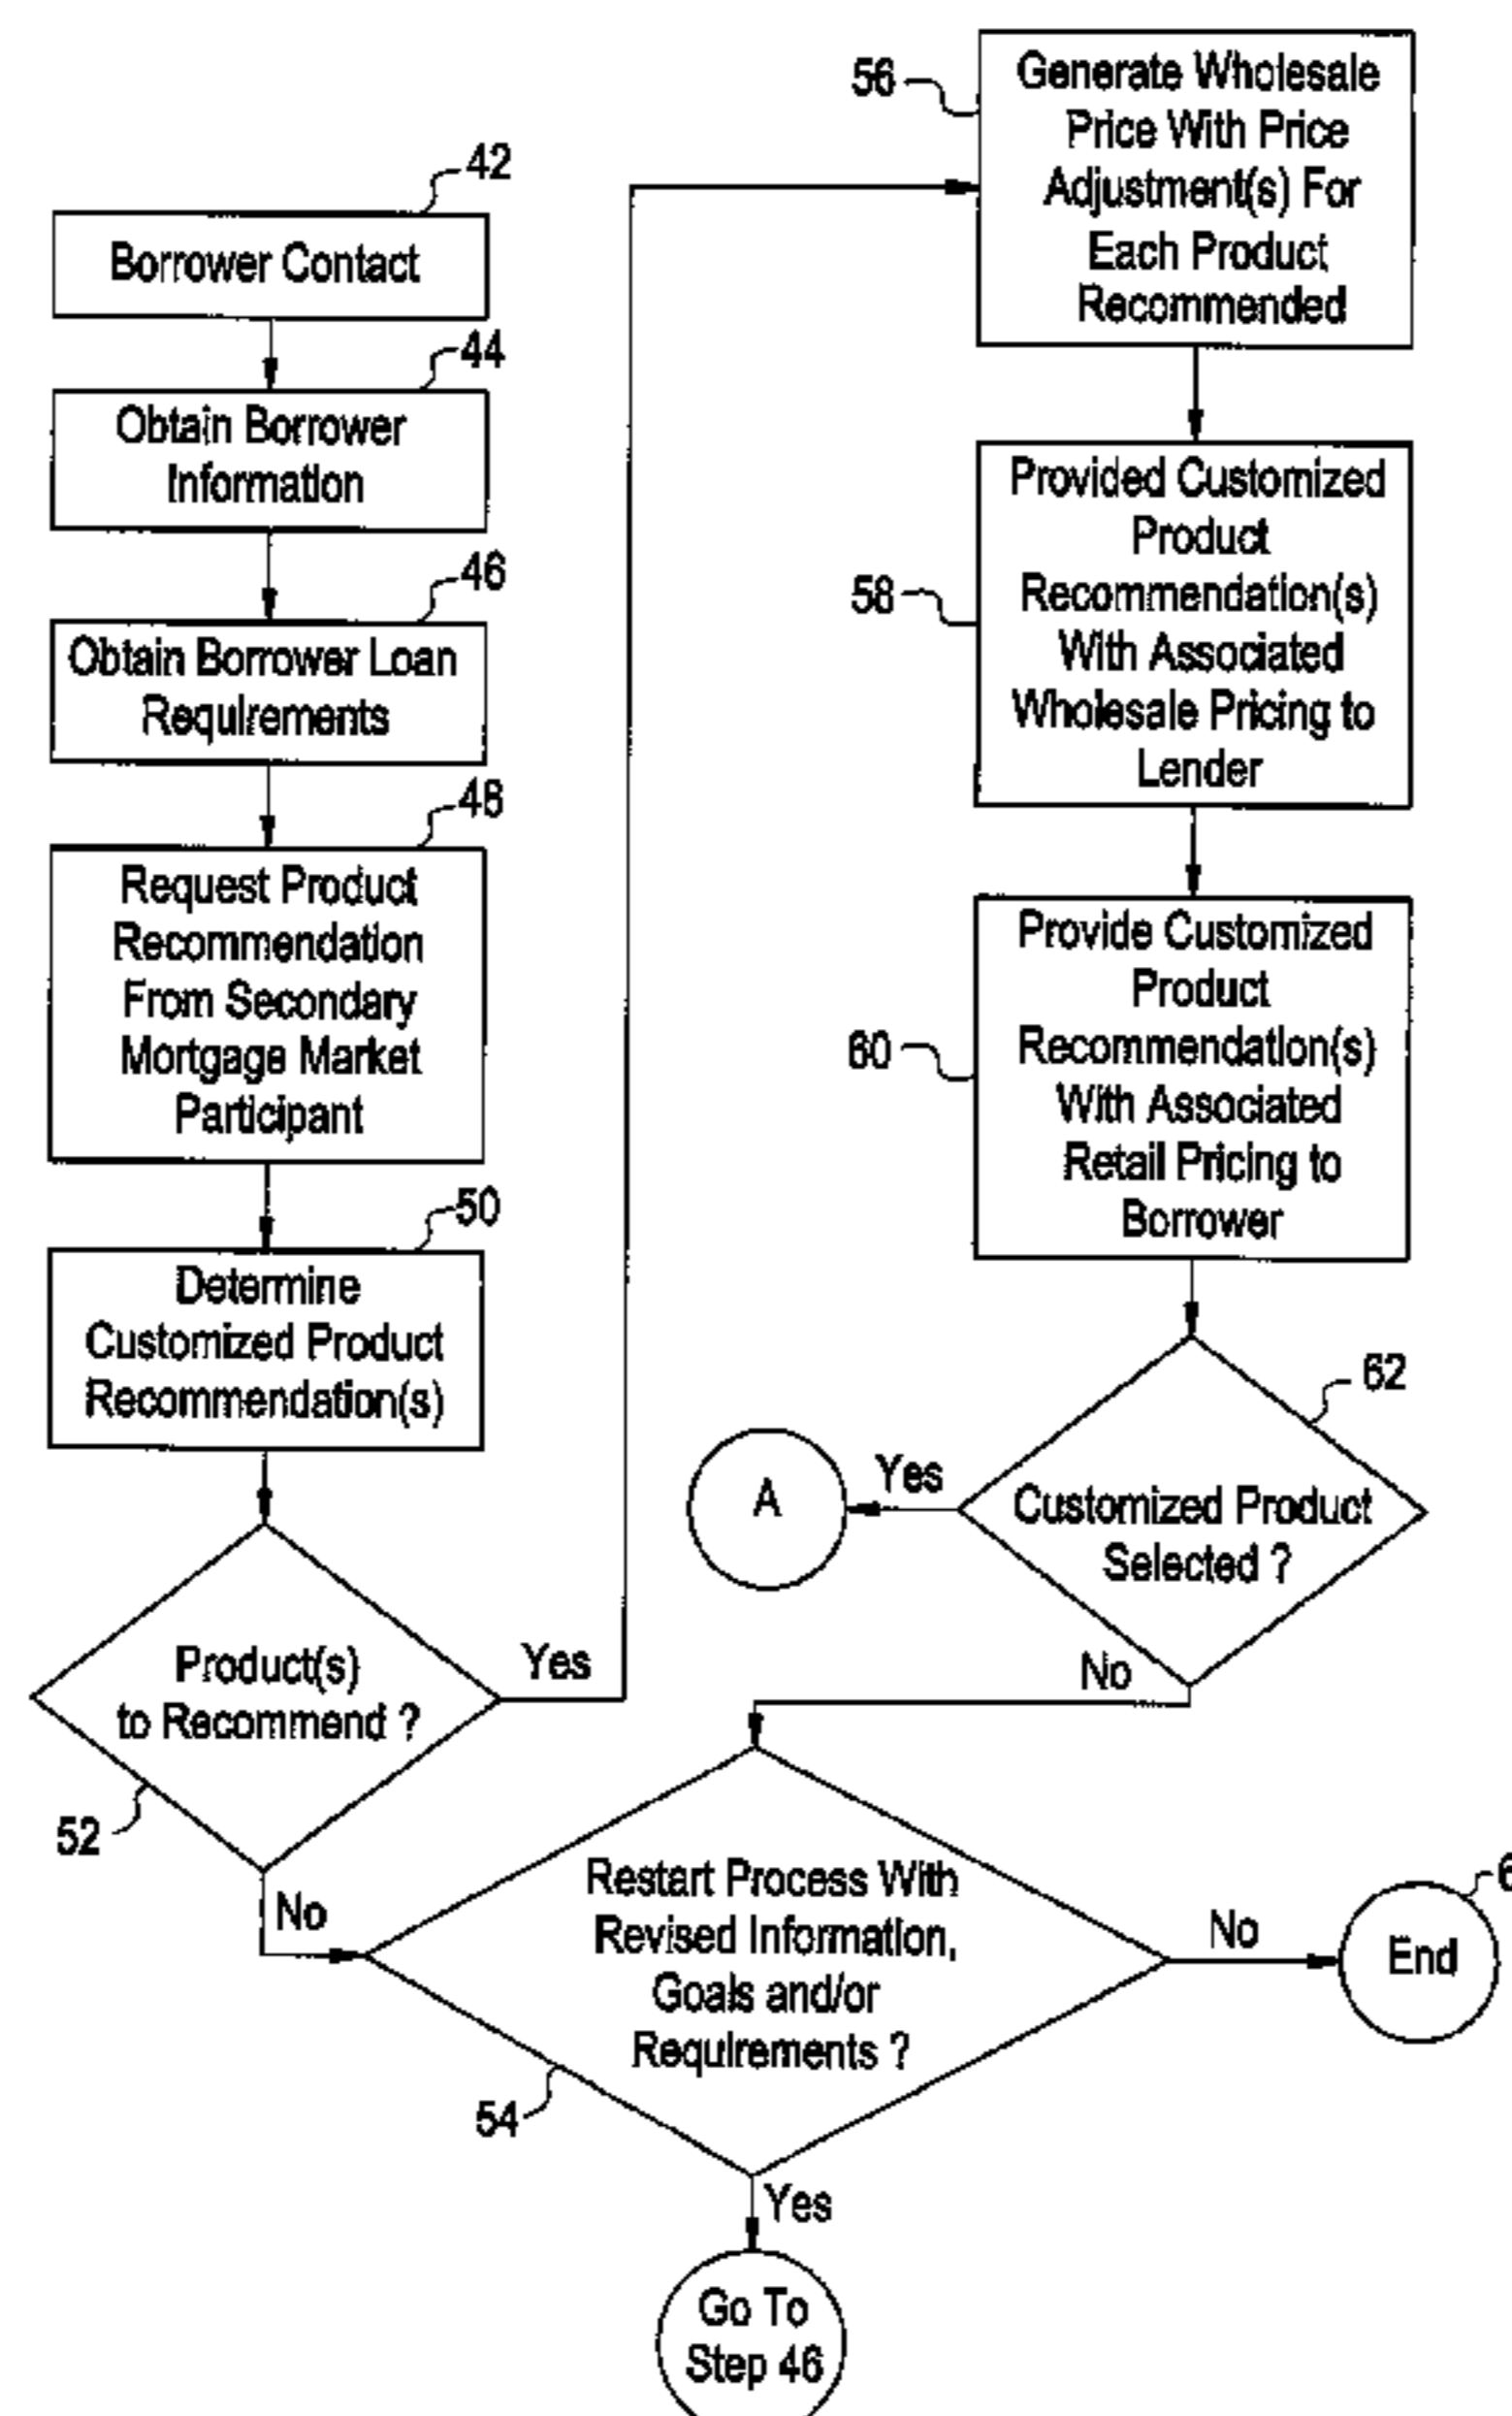 42
Borrower Contact
44
Obtain Borrower
Information
46
Obtain Borrower Loan
Requirements
48
Request Product
Recommendation
From Secondary
Mortgage Market
Participant
50
Determine
Customized Product
Recommendation(s)
Product(s)
to Recommend ?
Yes
52
No
56
Generate Wholesale
Price With Price
Adjustment(s) For
Each Product
Recommended
58
Provided Customized
Product
Recommendation(s)
With Associated
Wholesale Pricing to
Lender
60
Provide Customized
Product
Recommendation(s)
With Associated
Retail Pricing to
Borrower
62
Customized Product
Selected ?
Yes
A
No
Restart Process With
Revised Information,
Goals and/or
Requirements ?
54
No
End
Yes
Go To
Step 46